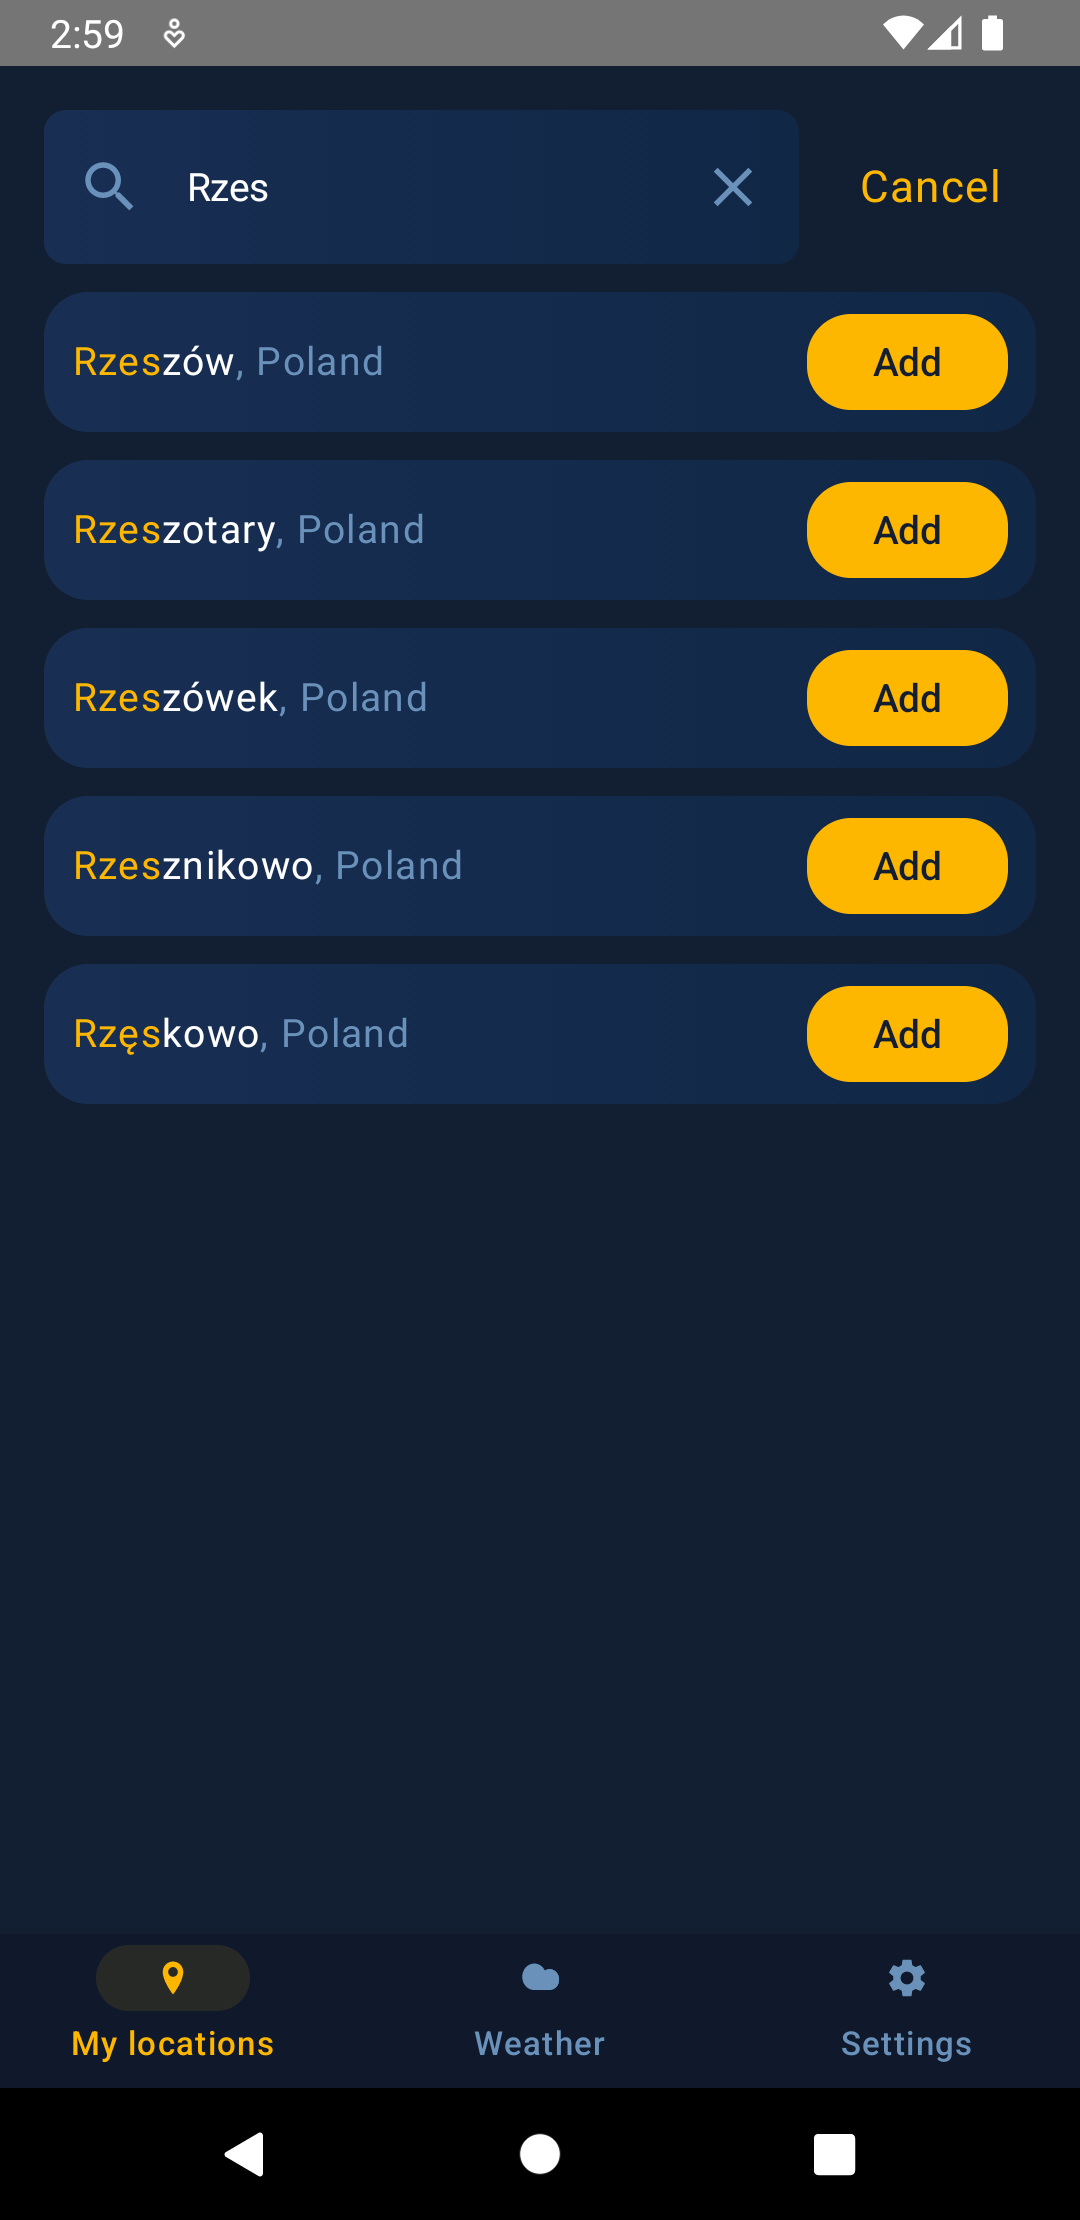 2:59
Rzes
Cancel
Rzeszów, Poland
Add
Rzeszotary, Poland
Add
Rzeszówek, Poland
Add
Rzesznikowo, Poland
Add
Rzęskowo, Poland
Add
My locations
Weather
Settings